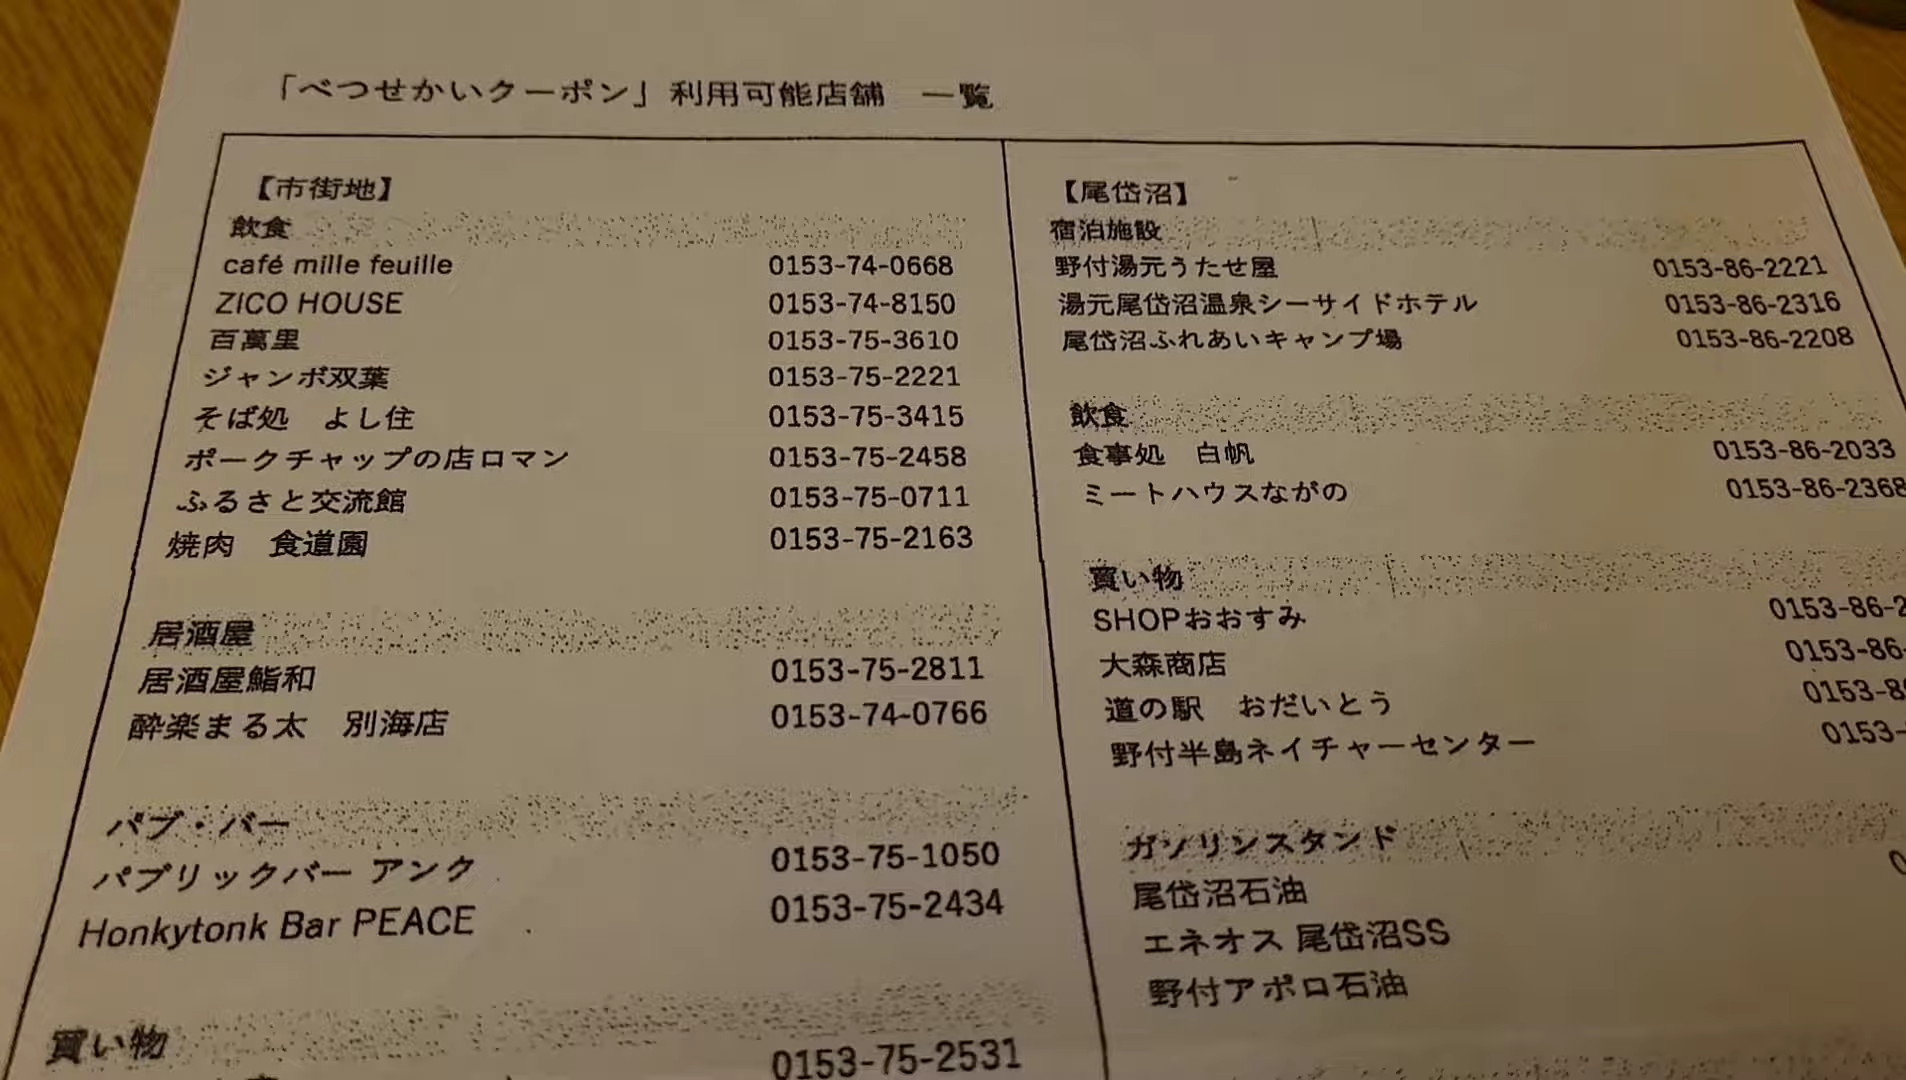 「べつせかいクーポン」利用可能店舗　一覧
【市街地】
飲食
café mille feuille 0153-74-0668
ZICO HOUSE 0153-74-8150
百萬里 0153-75-3610
ジャンボ双葉 0153-75-2221
そば処　よし住 0153-75-3415
ポークチャップの店ロマン 0153-75-2458
ふるさと交流館 0153-75-0711
焼肉　食道園 0153-75-2163
居酒屋
居酒屋鮨和 0153-75-2811
酔楽まる太　別海店 0153-74-0766
パブ・バー
パブリックバー アンク 0153-75-1050
Honkytonk Bar PEACE 0153-75-2434
買い物
0153-75-2531
【尾岱沼】
宿泊施設
野付湯元うたせ屋 0153-86-2221
湯元尾岱沼温泉シーサイドホテル 0153-86-2316
尾岱沼ふれあいキャンプ場 0153-86-2208
飲食
食事処　白帆 0153-86-2033
ミートハウスながの 0153-86-2368
買い物
SHOPおおすみ 0153-86-2
大森商店 0153-86-
道の駅　おだいとう 0153-8
野付半島ネイチャーセンター 0153-
ガソリンスタンド
尾岱沼石油 0
エネオス 尾岱沼SS
野付アポロ石油